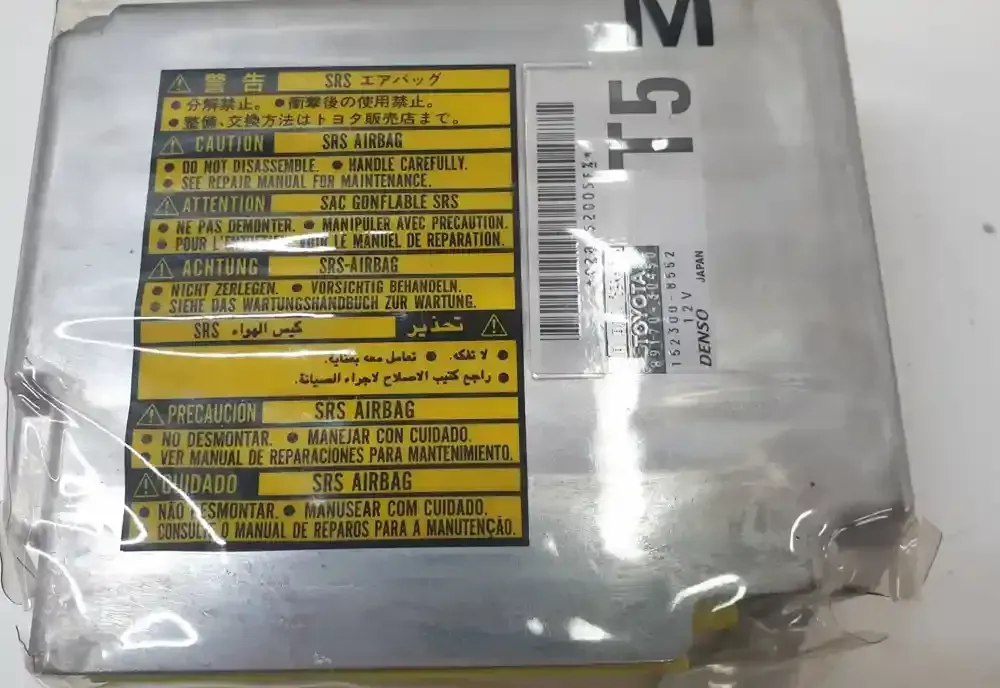 警告 SRS エアバッグ
● 分解禁止。 ● 衝撃後の使用禁止。
● 整備、交換方法はトヨタ販売店まで。
CAUTION SRS AIRBAG
● DO NOT DISASSEMBLE. ● HANDLE CAREFULLY.
● SEE REPAIR MANUAL FOR MAINTENANCE.
ATTENTION SAC GONFLABLE SRS
● NE PAS DEMONTER. ● MANIPULER AVEC PRECAUTION.
● POUR L'ENTRETIEN VOIR LE MANUEL DE REPARATION.
ACHTUNG SRS-AIRBAG
● NICHT ZERLEGEN. ● VORSICHTIG BEHANDELN.
● SIEHE DAS WARTUNGSHANDBUCH ZUR WARTUNG.
تحذير كيس الهواء SRS
● لا تفكه. ● تعامل معه بعناية.
● راجع كتيب الاصلاح لاجراء الصيانة.
PRECAUCIÓN SRS AIRBAG
● NO DESMONTAR. ● MANEJAR CON CUIDADO.
● VER MANUAL DE REPARACIONES PARA MANTENIMIENTO.
CUIDADO SRS AIRBAG
● NÃO DESMONTAR. ● MANUSEAR COM CUIDADO.
CONSULTE O MANUAL DE REPAROS PARA A MANUTENÇÃO.
M
T5
TOYOTA
152300-8552
12V
DENSO JAPAN